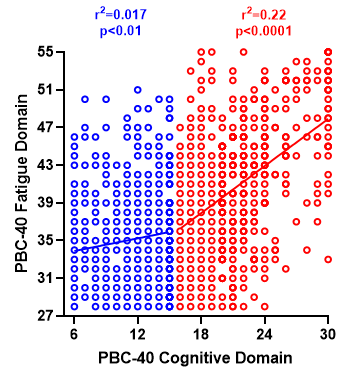 r²=0.017 r²=0.22
p<0.01 p<0.0001
55
51
47
43
39
35
31
27
PBC-40 Fatigue Domain
6 12 18 24 30
PBC-40 Cognitive Domain